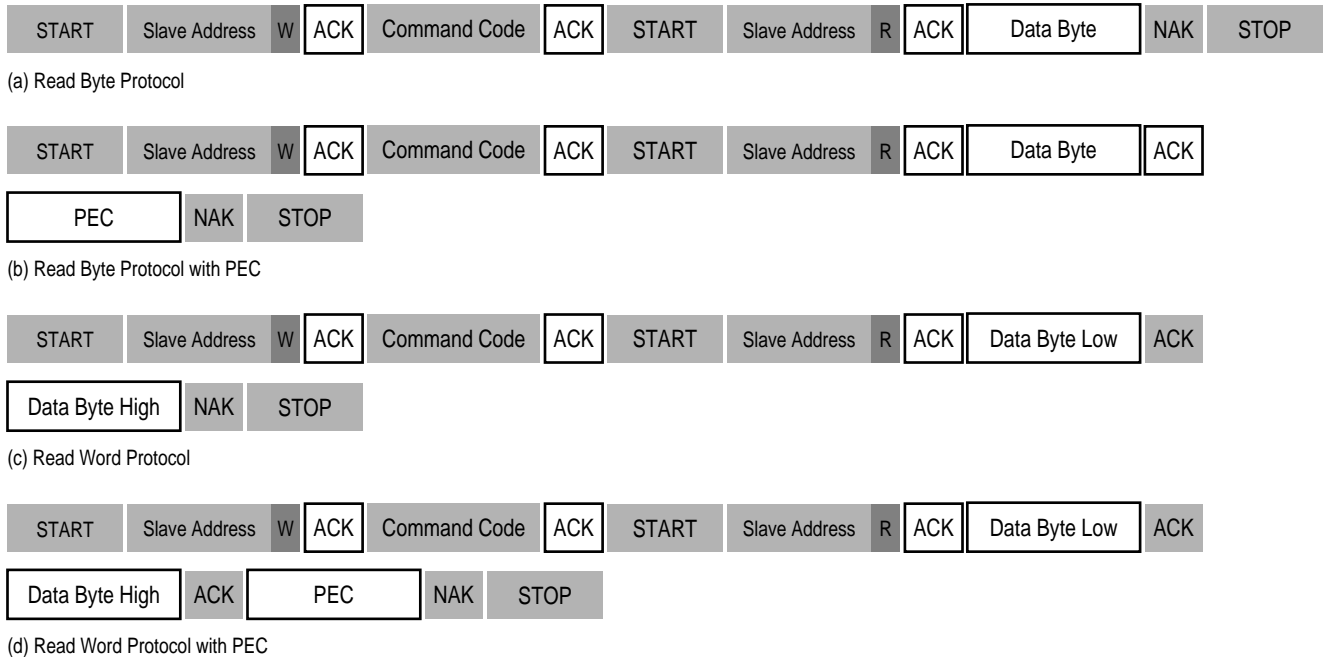 START Slave Address W ACK Command Code ACK START Slave Address R ACK Data Byte NAK STOP
(a) Read Byte Protocol
START Slave Address W ACK Command Code ACK START Slave Address R ACK Data Byte ACK
PEC NAK STOP
(b) Read Byte Protocol with PEC
START Slave Address W ACK Command Code ACK START Slave Address R ACK Data Byte Low ACK
Data Byte High NAK STOP
(c) Read Word Protocol
START Slave Address W ACK Command Code ACK START Slave Address R ACK Data Byte Low ACK
Data Byte High ACK PEC NAK STOP
(d) Read Word Protocol with PEC